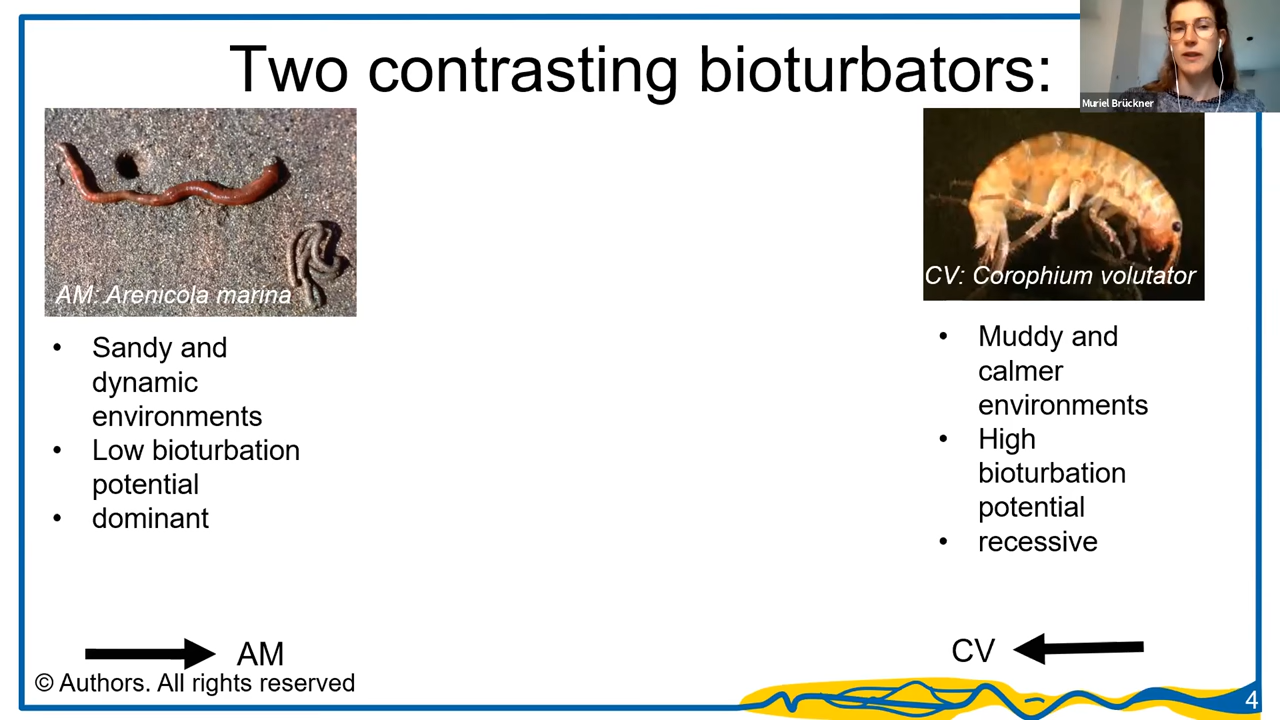 Two contrasting bioturbators:
Muriel Brückner
AM: Arenicola marina
• Sandy and
dynamic
environments
• Low bioturbation
potential
• dominant
CV: Corophium volutator
• Muddy and
calmer
environments
• High
bioturbation
potential
• recessive
AM
CV
© Authors. All rights reserved
4